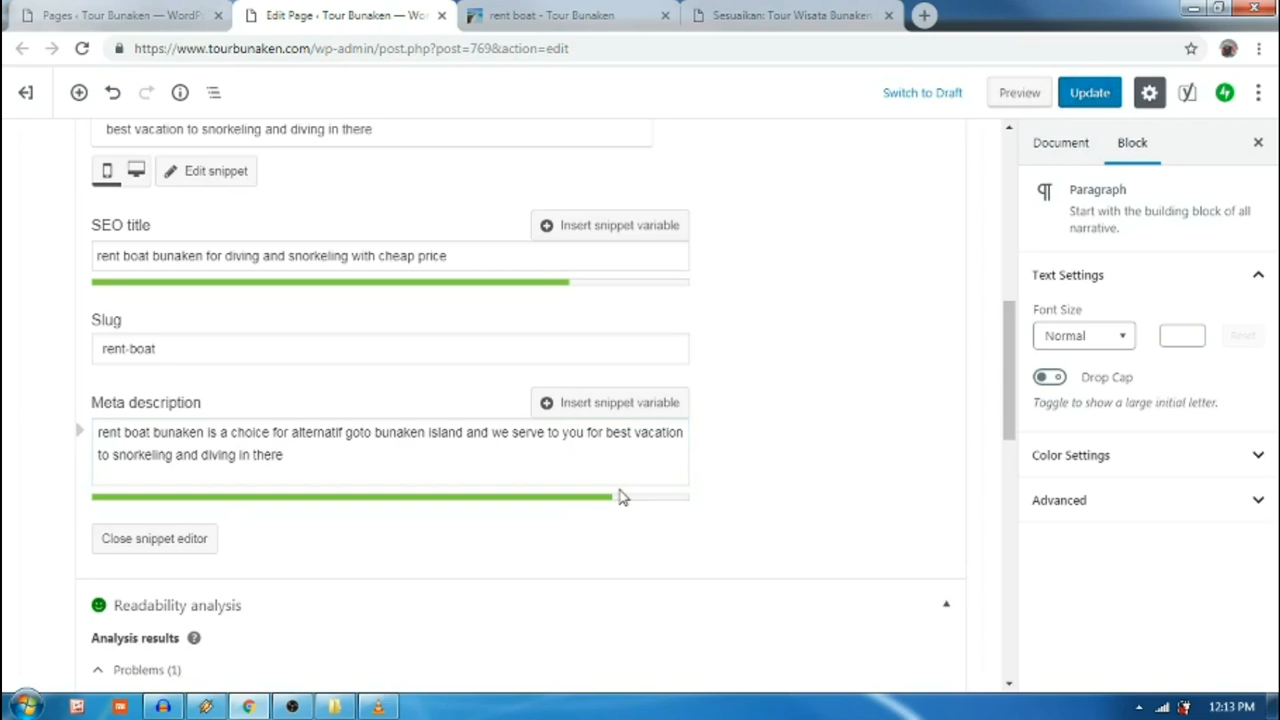 Pages ‹ Tour Bunaken — WordP
Edit Page ‹ Tour Bunaken — Wor
rent boat - Tour Bunaken
Sesuaikan: Tour Wisata Bunaken
https://www.tourbunaken.com/wp-admin/post.php?post=769&action=edit
Switch to Draft
Preview
Update
best vacation to snorkeling and diving in there
Edit snippet
SEO title
Insert snippet variable
rent boat bunaken for diving and snorkeling with cheap price
Slug
rent-boat
Meta description
Insert snippet variable
rent boat bunaken is a choice for alternatif goto bunaken island and we serve to you for best vacation
to snorkeling and diving in there
Close snippet editor
Readability analysis
Analysis results
Problems (1)
Document
Block
Paragraph
Start with the building block of all
narrative.
Text Settings
Font Size
Normal
Reset
Drop Cap
Toggle to show a large initial letter.
Color Settings
Advanced
12:13 PM